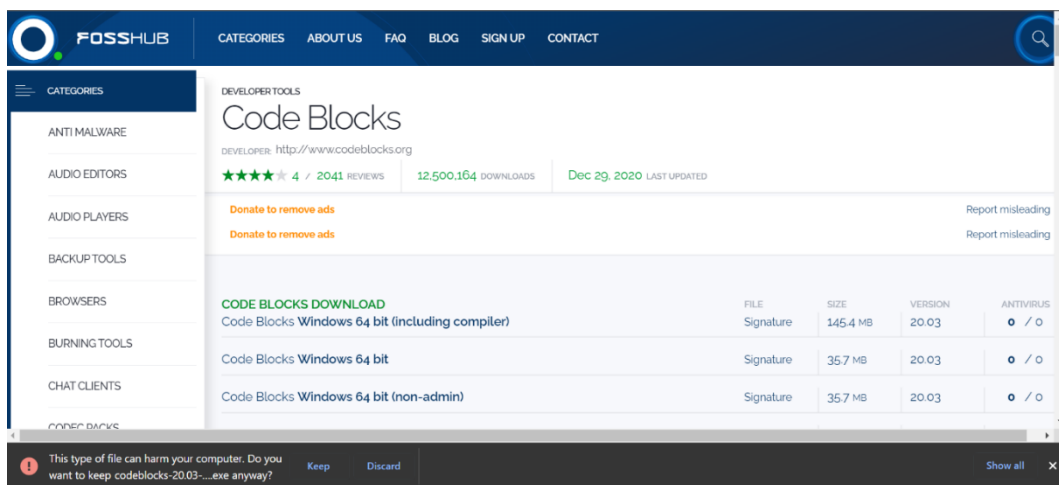 FOSSHUB
CATEGORIES ABOUT US FAQ BLOG SIGN UP CONTACT
CATEGORIES
ANTI MALWARE
AUDIO EDITORS
AUDIO PLAYERS
BACKUP TOOLS
BROWSERS
BURNING TOOLS
CHAT CLIENTS
CODEC PACKS
DEVELOPER TOOLS
Code Blocks
DEVELOPER: http://www.codeblocks.org
4 / 2041 REVIEWS 12,500,164 DOWNLOADS Dec 29, 2020 LAST UPDATED
Donate to remove ads Report misleading
Donate to remove ads Report misleading
CODE BLOCKS DOWNLOAD FILE SIZE VERSION ANTIVIRUS
Code Blocks Windows 64 bit (including compiler) Signature 145.4 MB 20.03 0 / 0
Code Blocks Windows 64 bit Signature 35.7 MB 20.03 0 / 0
Code Blocks Windows 64 bit (non-admin) Signature 35.7 MB 20.03 0 / 0
This type of file can harm your computer. Do you
want to keep codeblocks-20.03-....exe anyway?
Keep Discard Show all